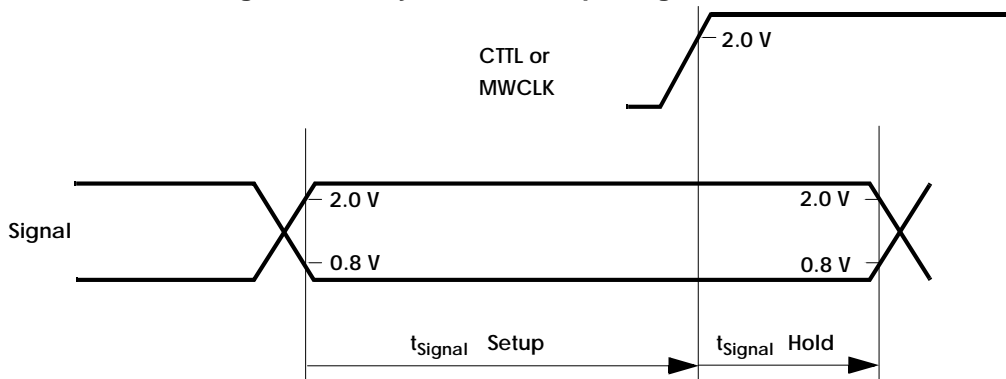 2.0 V
CTTL or
MWCLK
2.0 V
2.0 V
Signal
0.8 V
0.8 V
tSignal Setup
tSignal Hold